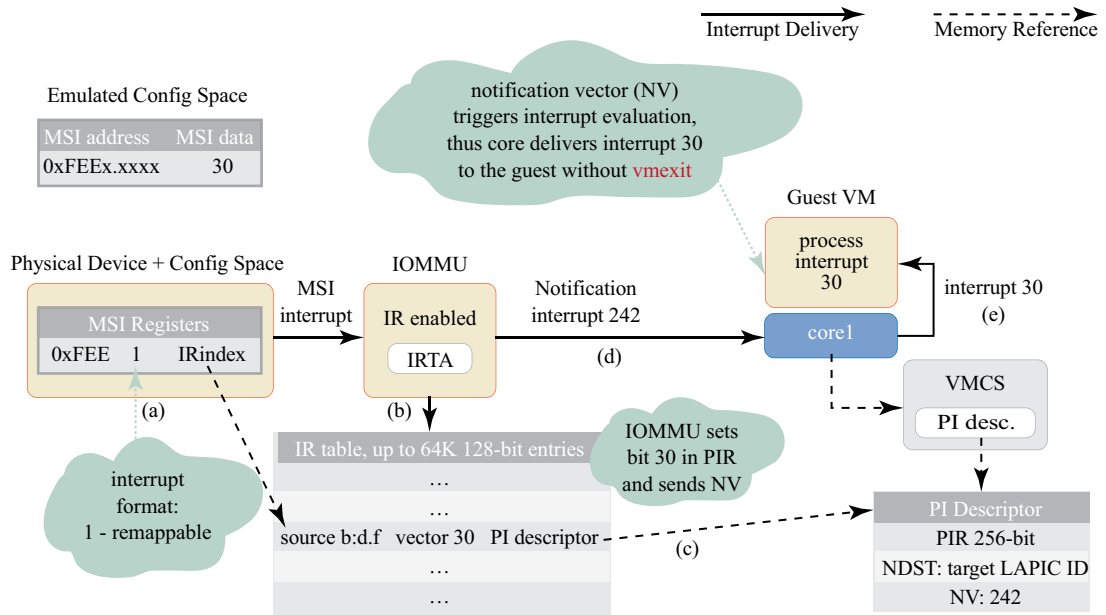 Interrupt Delivery
Memory Reference
Emulated Config Space
MSI address MSI data
0xFEEx.xxxx 30
notification vector (NV)
triggers interrupt evaluation,
thus core delivers interrupt 30
to the guest without vmexit
Guest VM
process
interrupt
30
interrupt 30
(e)
core1
Physical Device + Config Space
MSI Registers
0xFEE 1 IRindex
(a)
MSI
interrupt
IOMMU
IR enabled
IRTA
(b)
Notification
interrupt 242
(d)
VMCS
PI desc.
interrupt
format:
1 - remappable
IR table, up to 64K 128-bit entries
...
...
source b:d.f vector 30 PI descriptor
...
...
IOMMU sets
bit 30 in PIR
and sends NV
(c)
PI Descriptor
PIR 256-bit
NDST: target LAPIC ID
NV: 242